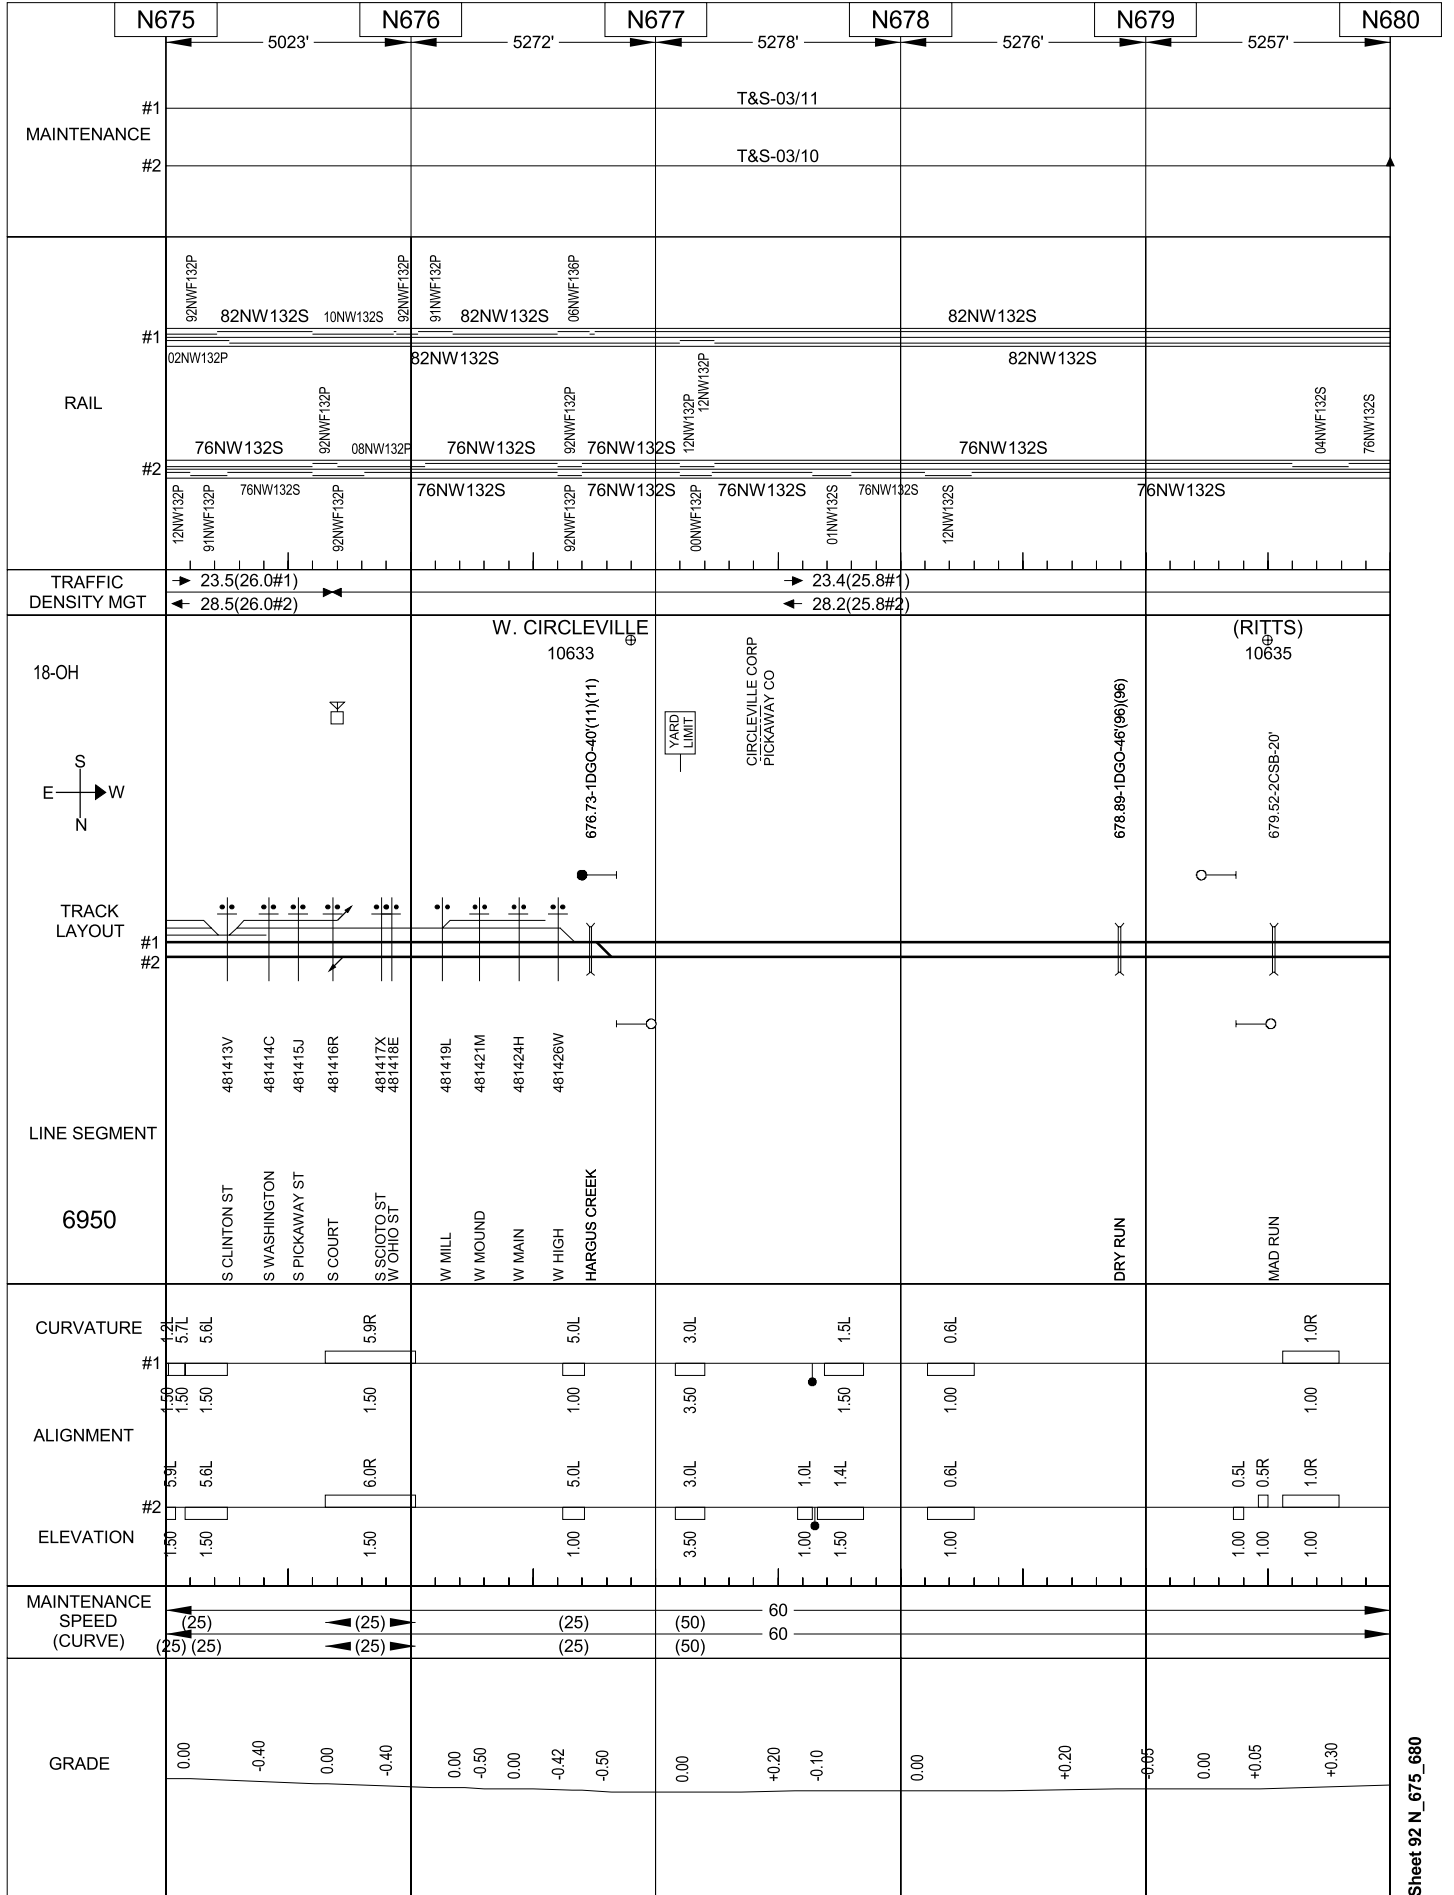 N675 N676 N677 N678 N679 N680
5023' 5272' 5278' 5276' 5257'
T&S-03/11
#1
MAINTENANCE
T&S-03/10
#2
92NWF132P 92NWF132P 91NWF132P 06NWF136P
82NW132S 10NW132S 82NW132S 82NW132S
#1
02NW132P 82NW132S 82NW132S
12NW132P
RAIL
92NWF132P 92NWF132P 12NW132P 04NWF132S 76NW132S
76NW132S 08NW132P 76NW132S 76NW132S 76NW132S
#2
76NW132S 76NW132S 76NW132S 76NW132S 76NW132S 76NW132S
12NW132P 91NWF132P 92NWF132P 92NWF132P 00NWF132P 01NW132S 12NW132S
TRAFFIC
DENSITY MGT
23.5(26.0#1) 23.4(25.8#1)
28.5(26.0#2) 28.2(25.8#2)
W. CIRCLEVILLE (RITTS)
10633 10635
18-OH
CIRCLEVILLE CORP
PICKAWAY CO
YARD
LIMIT
676.73-1DGO-40'(11)(11)
678.89-1DGO-46'(96)(96)
679.52-2CSB-20'
S
E W
N
TRACK
LAYOUT
#1
#2
481413V 481414C 481415J 481416R 481417X 481418E 481419L 481421M 481424H 481426W
LINE SEGMENT
6950
S CLINTON ST
S WASHINGTON
S PICKAWAY ST
S COURT
S SCIOTO ST
W OHIO ST
W MILL
W MOUND
W MAIN
W HIGH
HARGUS CREEK
DRY RUN
MAD RUN
CURVATURE
1.2L 5.7L 5.6L 5.9R 5.0L 3.0L 1.5L 0.6L 1.0R
#1
1.50 1.50 1.50 1.50 1.00 3.50 1.50 1.00 1.00
ALIGNMENT
5.9L 5.6L 6.0R 5.0L 3.0L 1.0L 1.4L 0.6L 0.5L 0.5R 1.0R
#2
ELEVATION
1.50 1.50 1.50 1.00 3.50 1.00 1.50 1.00 1.00 1.00 1.00
MAINTENANCE
SPEED
(CURVE)
60
(25) (25) (25) (50)
60
(25) (25) (25) (25) (50)
GRADE
0.00 -0.40 0.00 -0.40 0.00 -0.50 0.00 -0.42 -0.50 0.00 +0.20 -0.10 0.00 +0.20 -0.05 0.00 +0.05 +0.30
Sheet 92 N_675_680